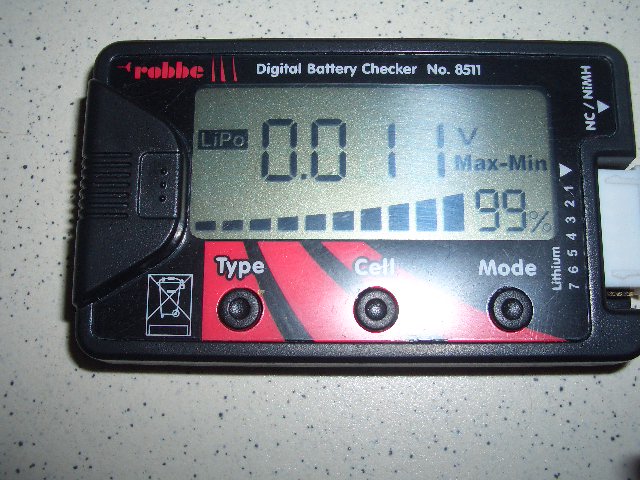 robbe Digital Battery Checker No. 8511
NC / NiMH
LiPo 0.011 V
Max-Min
99%
Lithium 7 6 5 4 3 2.1
Type Cell Mode